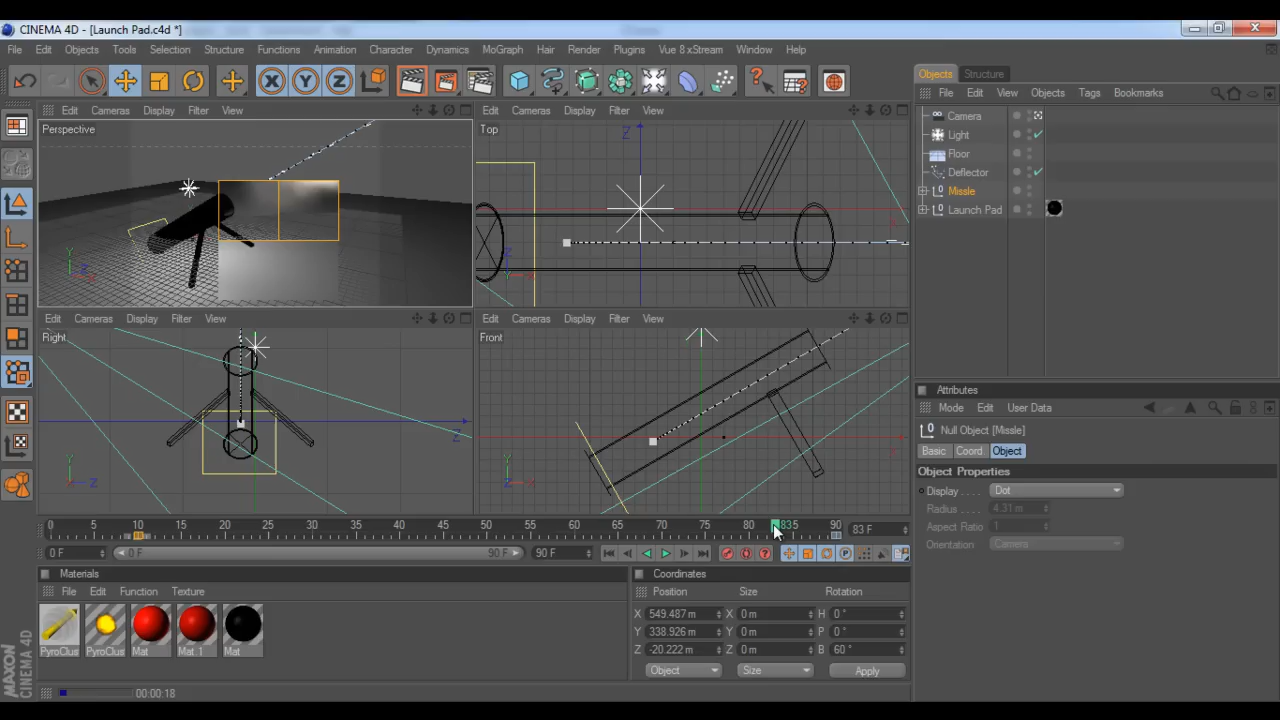 CINEMA 4D - [Launch Pad.c4d *]
File Edit Objects Tools Selection Structure Functions Animation Character Dynamics MoGraph Hair Render Plugins Vue 8 xStream Window Help
X Y Z
Edit Cameras Display Filter View
Perspective
Y
Z
Edit Cameras Display Filter View
Top
Z
Edit Cameras Display Filter View
Right
Z
Y
Z
Edit Cameras Display Filter View
Front
Y
0 5 10 15 20 25 30 35 40 45 50 55 60 65 70 75 80 835 90
83 F
0 F 0 F 90 F 90 F
Materials
File Edit Function Texture
PyroClus PyroClus Mat Mat.1 Mat
Coordinates
Position Size Rotation
X 549.487 m X 0 m H 0 °
Y 338.926 m Y 0 m P 0 °
Z -20.222 m Z 0 m B 60 °
Object Size Apply
MAXON
CINEMA 4D
00:00:18
Objects Structure
File Edit View Objects Tags Bookmarks
Camera
Light
Floor
Deflector
Missle
Launch Pad
Attributes
Mode Edit User Data
Null Object [Missle]
Basic Coord Object
Object Properties
Display . . . . Dot
Radius . . . . 4.31 m
Aspect Ratio 1
Orientation . Camera